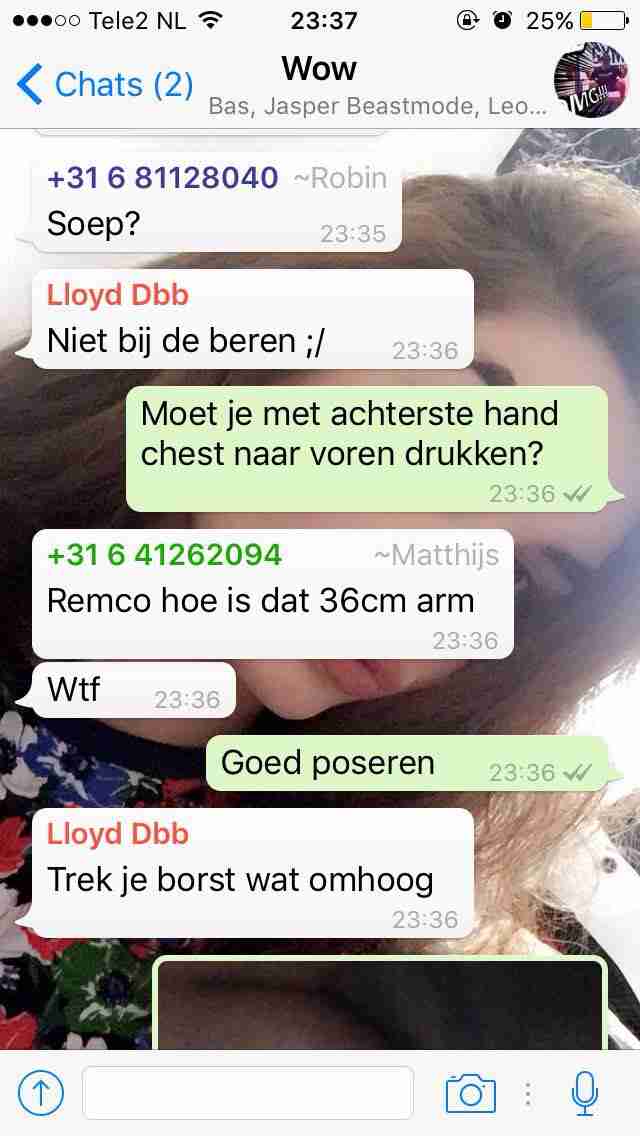 Tele2 NL 23:37 25%
Chats (2) Wow
Bas, Jasper Beastmode, Leo...
MG!!!
+31 6 81128040 ~Robin
Soep? 23:35
Lloyd Dbb
Niet bij de beren ;/ 23:36
Moet je met achterste hand
chest naar voren drukken?
23:36
+31 6 41262094 ~Matthijs
Remco hoe is dat 36cm arm
23:36
Wtf 23:36
Goed poseren 23:36
Lloyd Dbb
Trek je borst wat omhoog
23:36